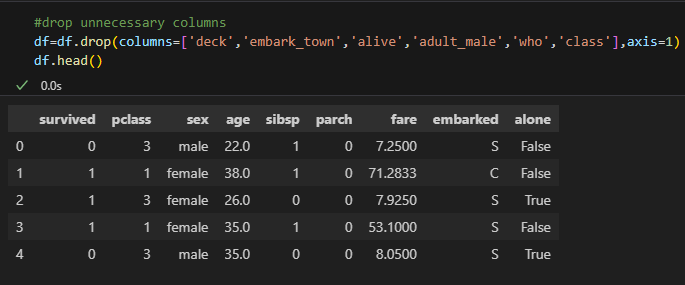 #drop unnecessary columns
df=df.drop(columns=['deck','embark_town','alive','adult_male','who','class'],axis=1)
df.head()
0.0s
survived pclass sex age sibsp parch fare embarked alone
0 0 3 male 22.0 1 0 7.2500 S False
1 1 1 female 38.0 1 0 71.2833 C False
2 1 3 female 26.0 0 0 7.9250 S True
3 1 1 female 35.0 1 0 53.1000 S False
4 0 3 male 35.0 0 0 8.0500 S True